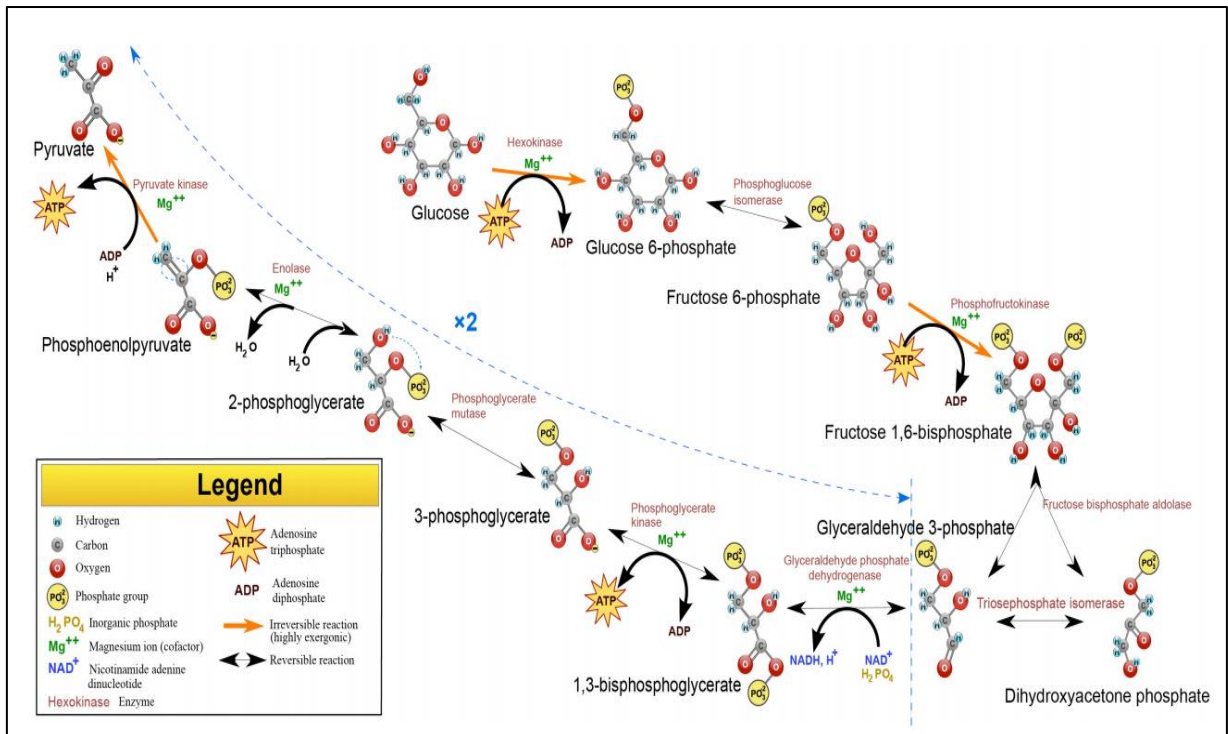 Pyruvate
Pyruvate kinase
Mg++
ATP
ADP
H+
Phosphoenolpyruvate
Enolase
Mg++
H2O
H2O
2-phosphoglycerate
Phosphoglycerate
mutase
3-phosphoglycerate
Phosphoglycerate
kinase
Mg++
ATP
ADP
1,3-bisphosphoglycerate
Glyceraldehyde phosphate
dehydrogenase
Mg++
NADH, H+
NAD+
H2PO4
×2
Glucose
Hexokinase
Mg++
ATP
ADP
Glucose 6-phosphate
Phosphoglucose
isomerase
Fructose 6-phosphate
Phosphofructokinase
Mg++
ATP
ADP
Fructose 1,6-bisphosphate
Fructose bisphosphate aldolase
Glyceraldehyde 3-phosphate
Triosephosphate isomerase
Dihydroxyacetone phosphate
Legend
H Hydrogen
C Carbon
O Oxygen
Phosphate group
H2PO4 Inorganic phosphate
Mg++ Magnesium ion (cofactor)
NAD+ Nicotinamide adenine
dinucleotide
Hexokinase Enzyme
ATP Adenosine
triphosphate
ADP Adenosine
diphosphate
Irreversible reaction
(highly exergonic)
Reversible reaction